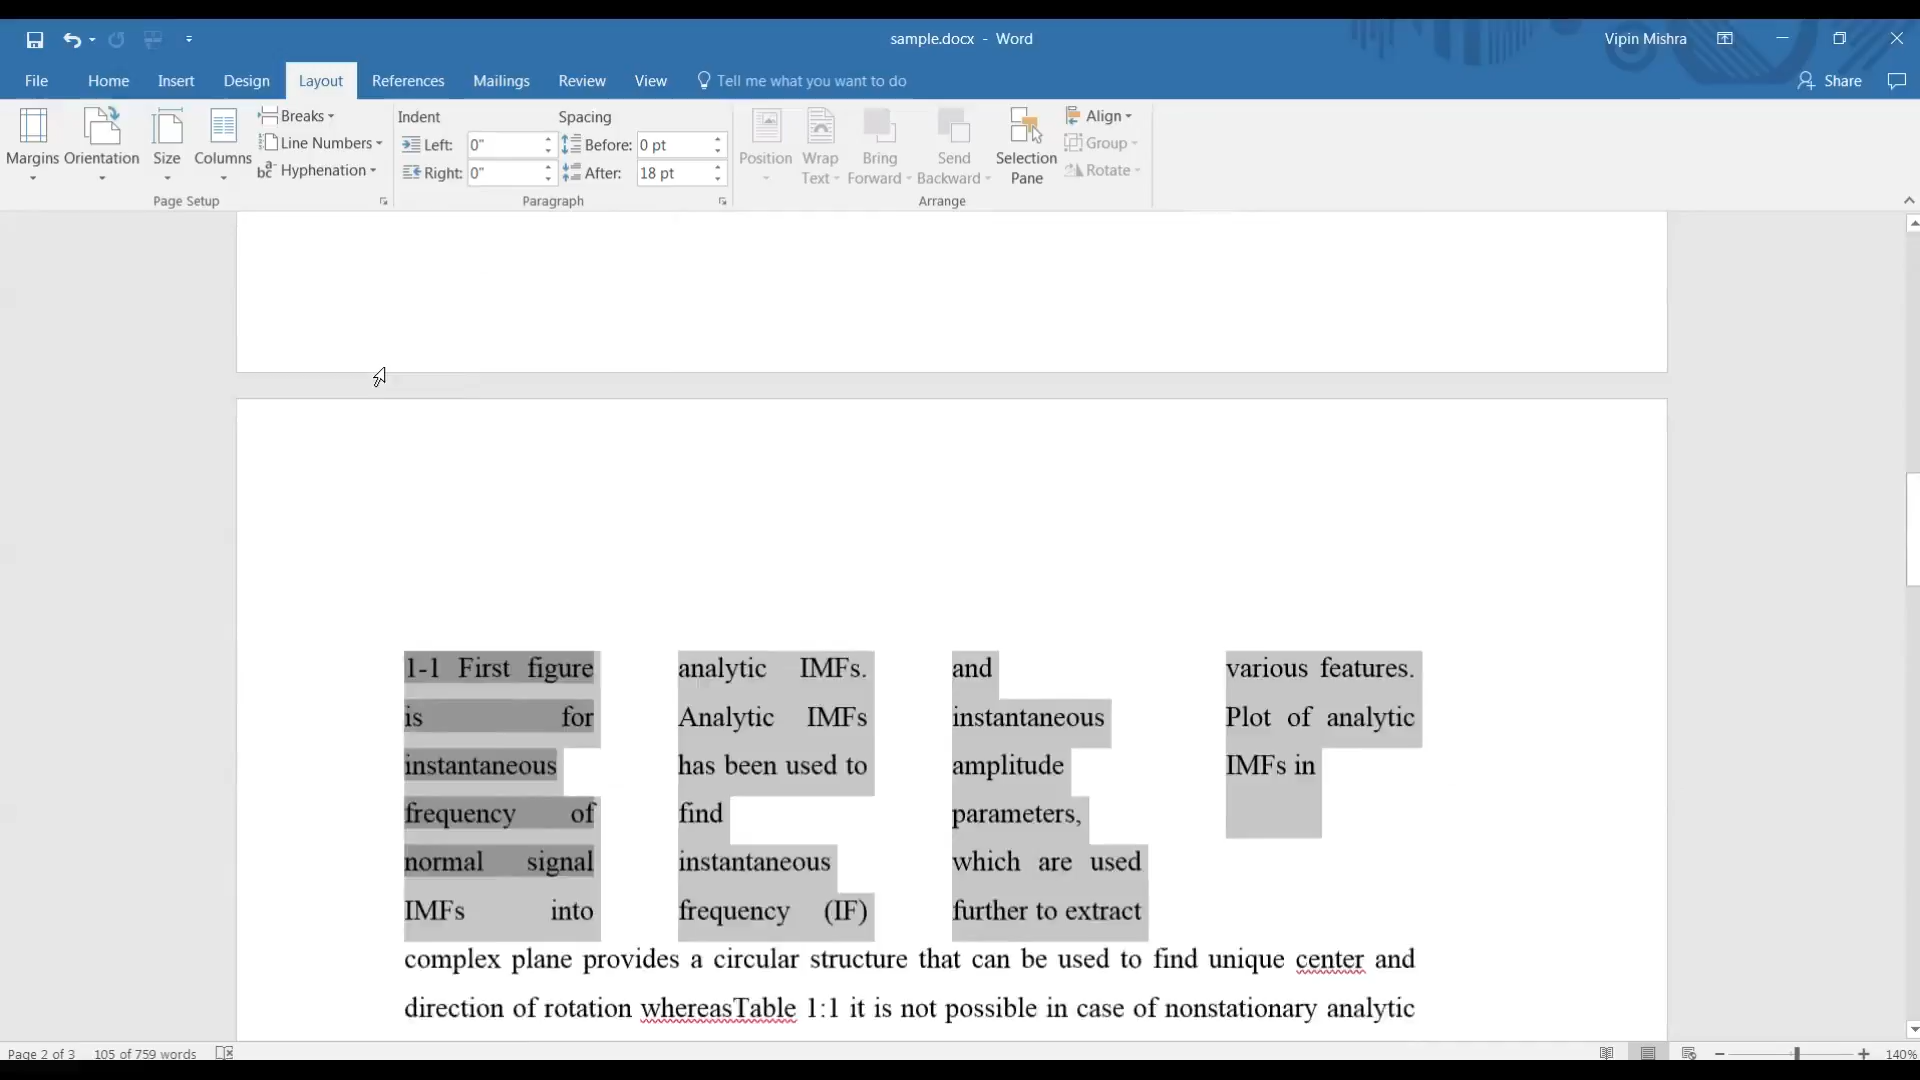 sample.docx - Word
Vipin Mishra
File Home Insert Design Layout References Mailings Review View Tell me what you want to do
Share
Margins Orientation Size Columns
Breaks
Line Numbers
Hyphenation
Page Setup
Indent Spacing
Left: 0" Before: 0 pt
Right: 0" After: 18 pt
Paragraph
Position Wrap Text Bring Forward Send Backward Selection Pane
Align
Group
Rotate
Arrange
1-1 First figure
is for
instantaneous
frequency of
normal signal
IMFs into
analytic IMFs.
Analytic IMFs
has been used to
find
instantaneous
frequency (IF)
and
instantaneous
amplitude
parameters,
which are used
further to extract
various features.
Plot of analytic
IMFs in
complex plane provides a circular structure that can be used to find unique center and
direction of rotation whereasTable 1:1 it is not possible in case of nonstationary analytic
Page 2 of 3 105 of 759 words
140%